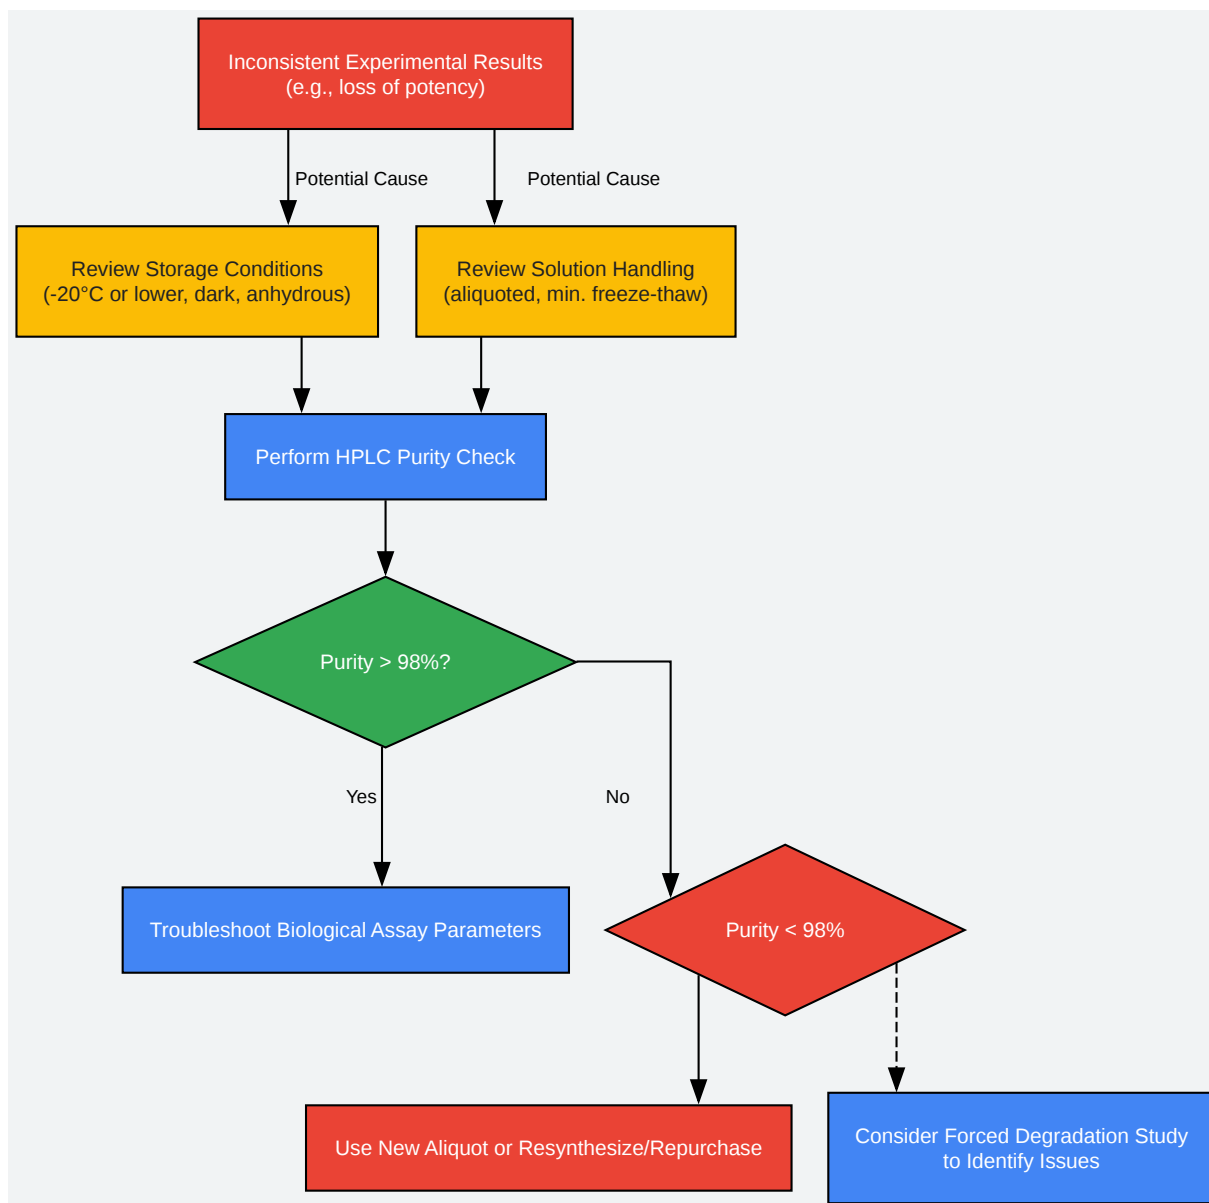 Inconsistent Experimental Results
(e.g., loss of potency)
Potential Cause
Potential Cause
Review Storage Conditions
(-20°C or lower, dark, anhydrous)
Review Solution Handling
(aliquoted, min. freeze-thaw)
Perform HPLC Purity Check
Purity > 98%?
Yes
No
Troubleshoot Biological Assay Parameters
Purity < 98%
Use New Aliquot or Resynthesize/Repurchase
Consider Forced Degradation Study
to Identify Issues